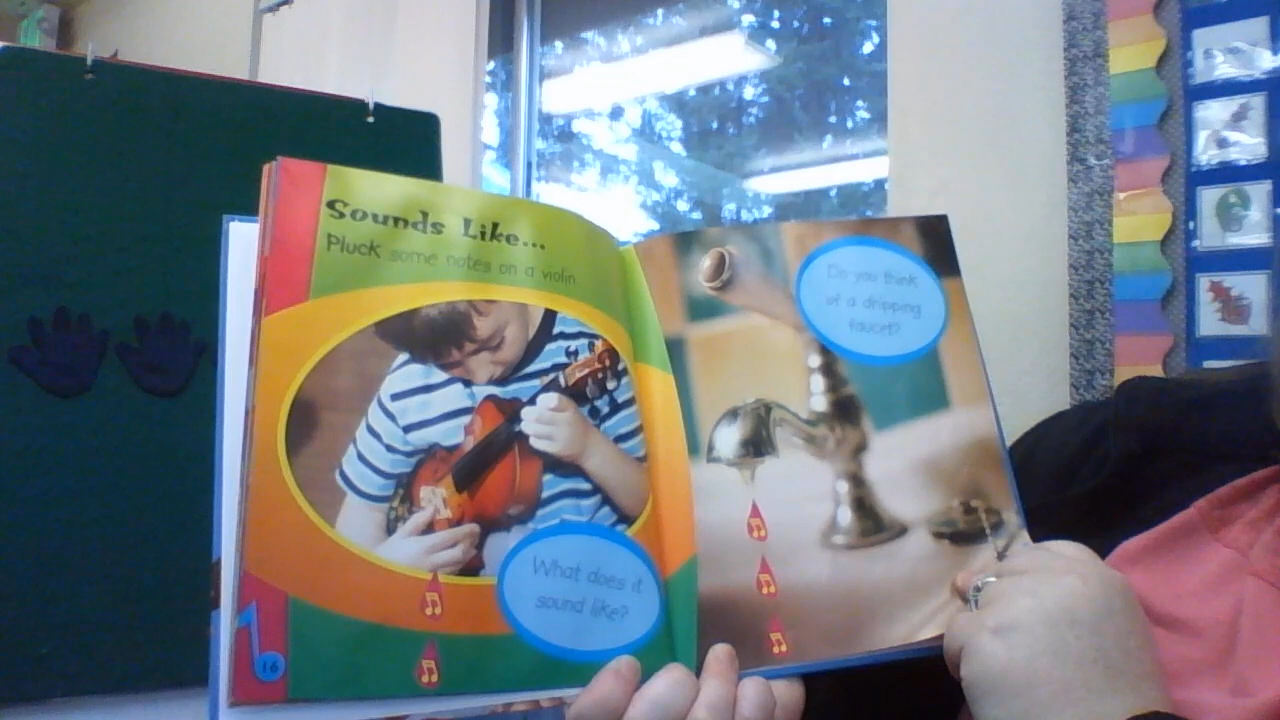 Sounds Like...
Pluck some notes on a violin.
What does it
sound like?
16
Do you think
of a dripping
faucet?